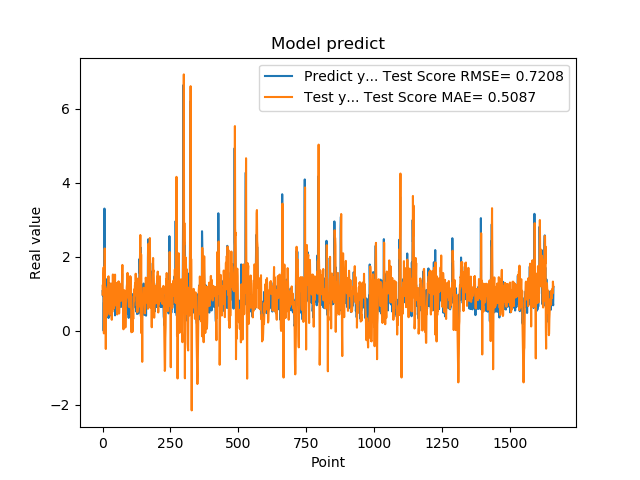 Model predict
Predict y... Test Score RMSE= 0.7208
Test y... Test Score MAE= 0.5087
Real value
6
4
2
0
−2
0 250 500 750 1000 1250 1500
Point